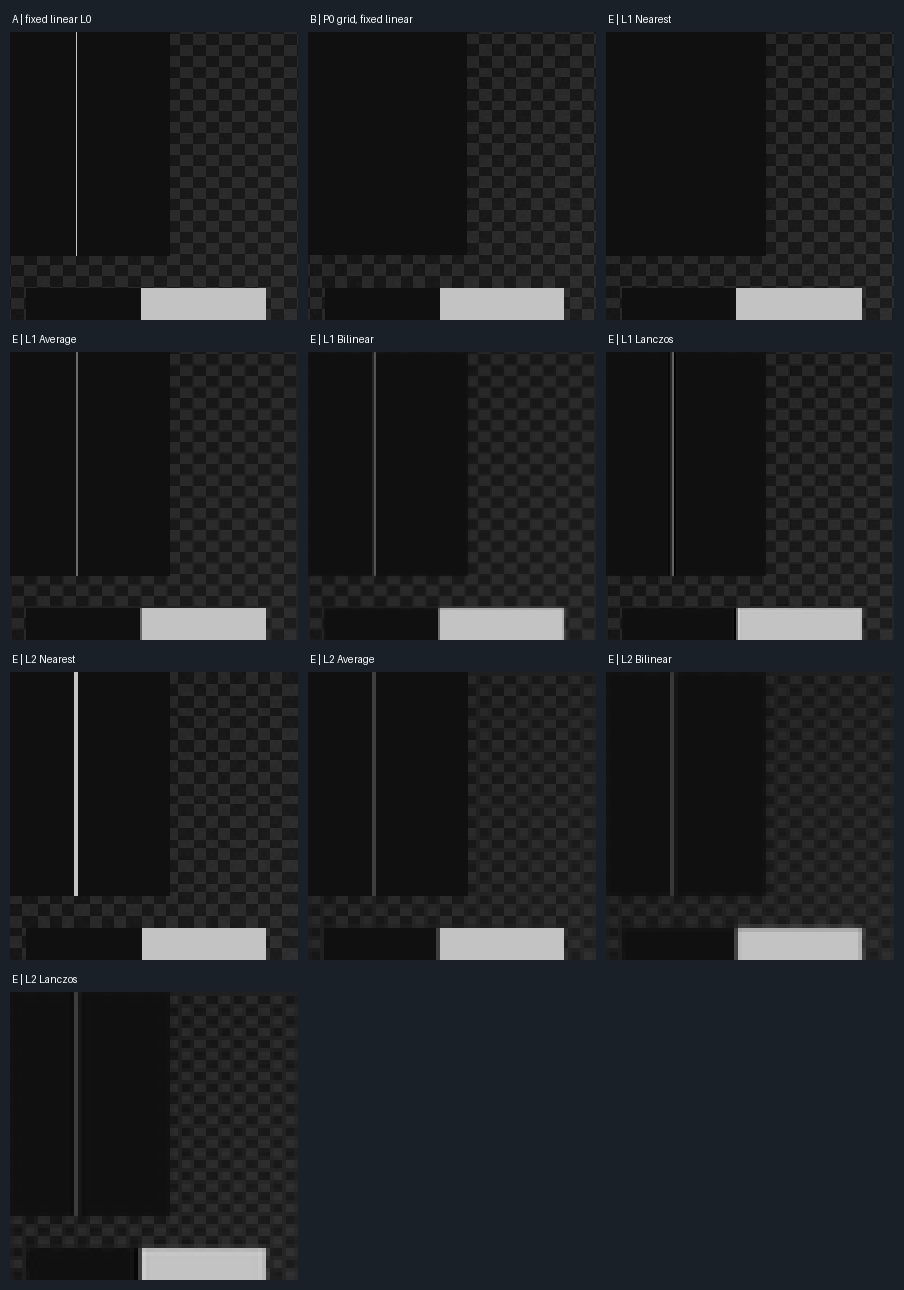 A | fixed linear L0
B | P0 grid, fixed linear
E | L1 Nearest
E | L1 Average
E | L1 Bilinear
E | L1 Lanczos
E | L2 Nearest
E | L2 Average
E | L2 Bilinear
E | L2 Lanczos